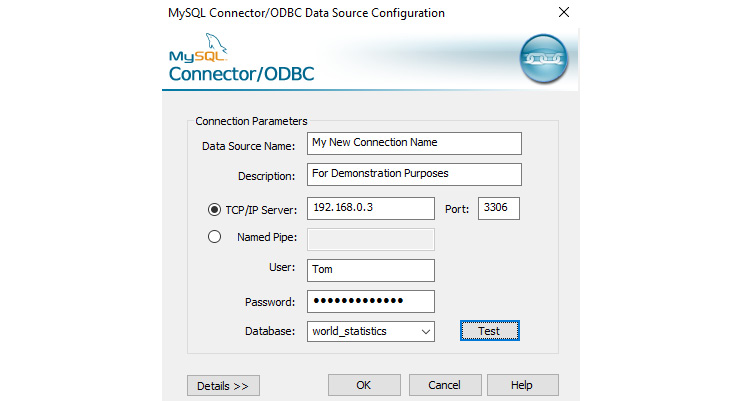 MySQL Connector/ODBC Data Source Configuration
MySQL
Connector/ODBC
Connection Parameters
Data Source Name: My New Connection Name
Description: For Demonstration Purposes
TCP/IP Server: 192.168.0.3 Port: 3306
Named Pipe:
User: Tom
Password: •••••••••••••
Database: world_statistics Test
Details >> OK Cancel Help